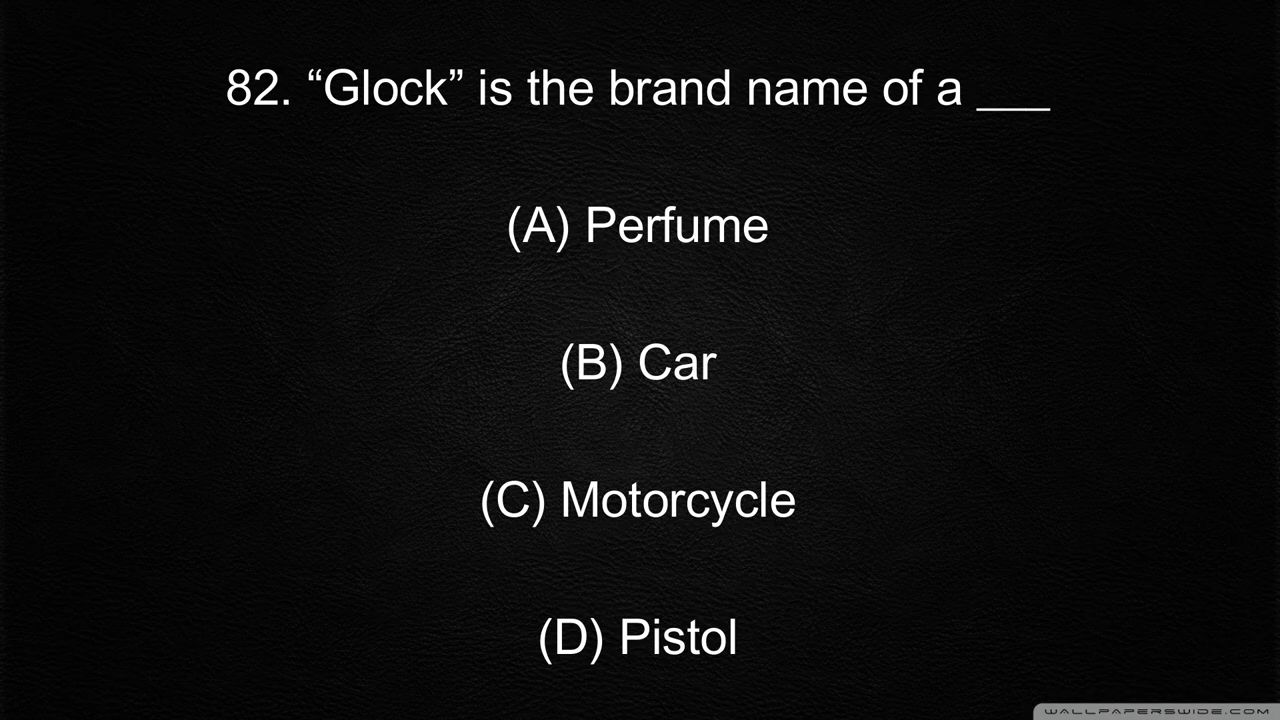 82. “Glock” is the brand name of a ___
(A) Perfume
(B) Car
(C) Motorcycle
(D) Pistol
WALLPAPERSWIDE.COM